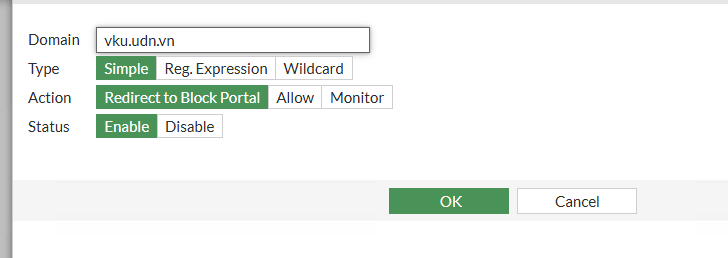 Domain vku.udn.vn
Type Simple Reg. Expression Wildcard
Action Redirect to Block Portal Allow Monitor
Status Enable Disable
OK Cancel